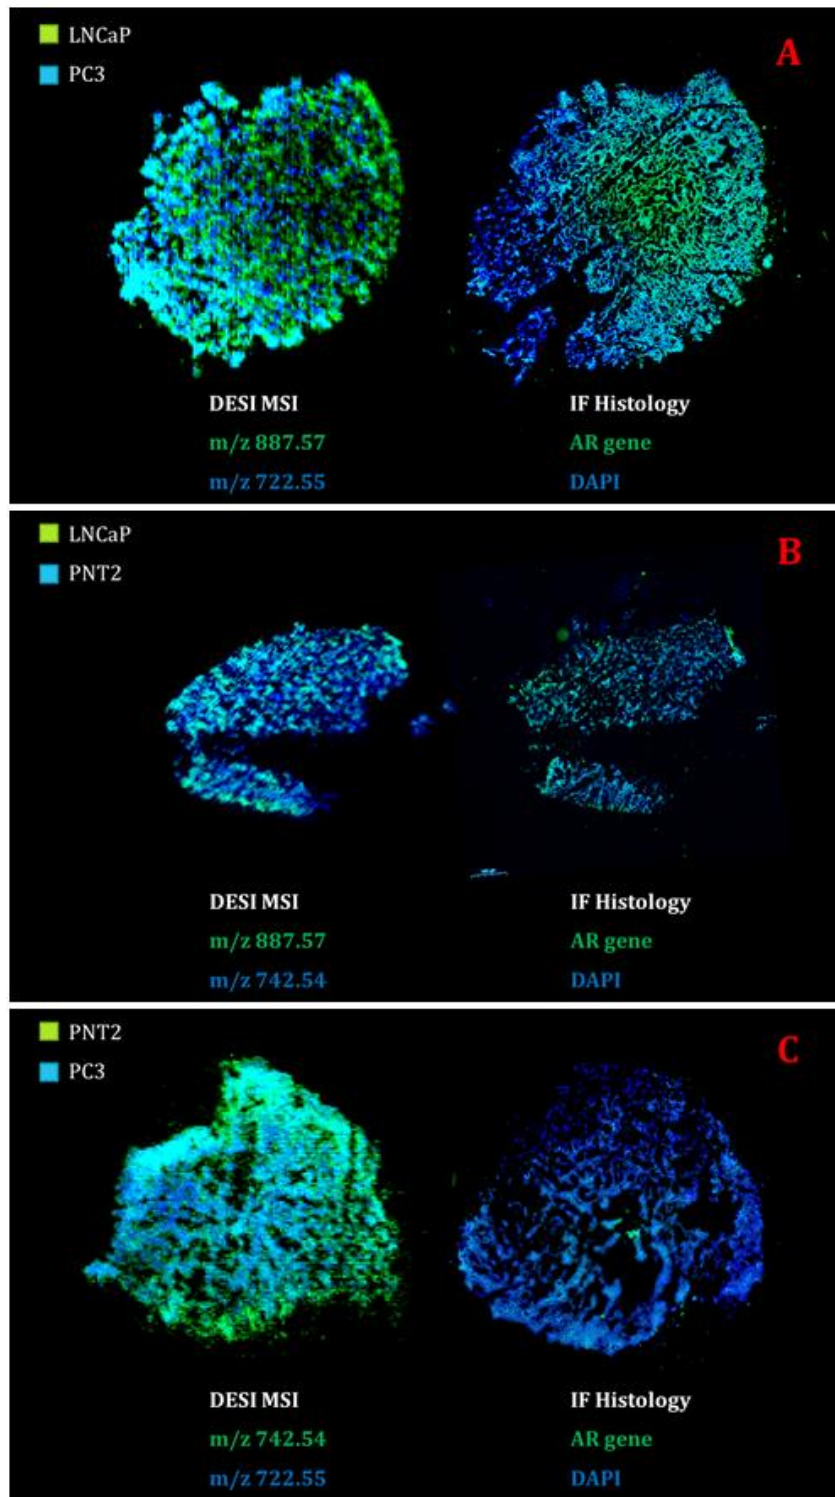 LNCaP
A
PC3
DESI MSI
IF Histology
m/z 887.57
AR gene
m/z 722.55
DAPI
LNCaP
B
PNT2
DESI MSI
IF Histology
m/z 887.57
AR gene
m/z 742.54
DAPI
PNT2
C
PC3
DESI MSI
IF Histology
m/z 742.54
AR gene
m/z 722.55
DAPI